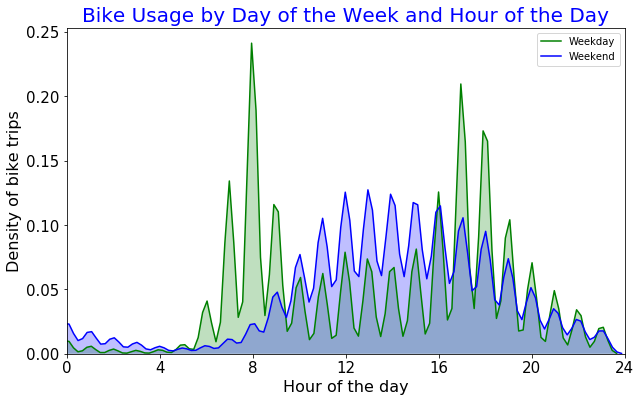 Bike Usage by Day of the Week and Hour of the Day
Weekday
Weekend
Density of bike trips
0.25
0.20
0.15
0.10
0.05
0.00
0 4 8 12 16 20 24
Hour of the day